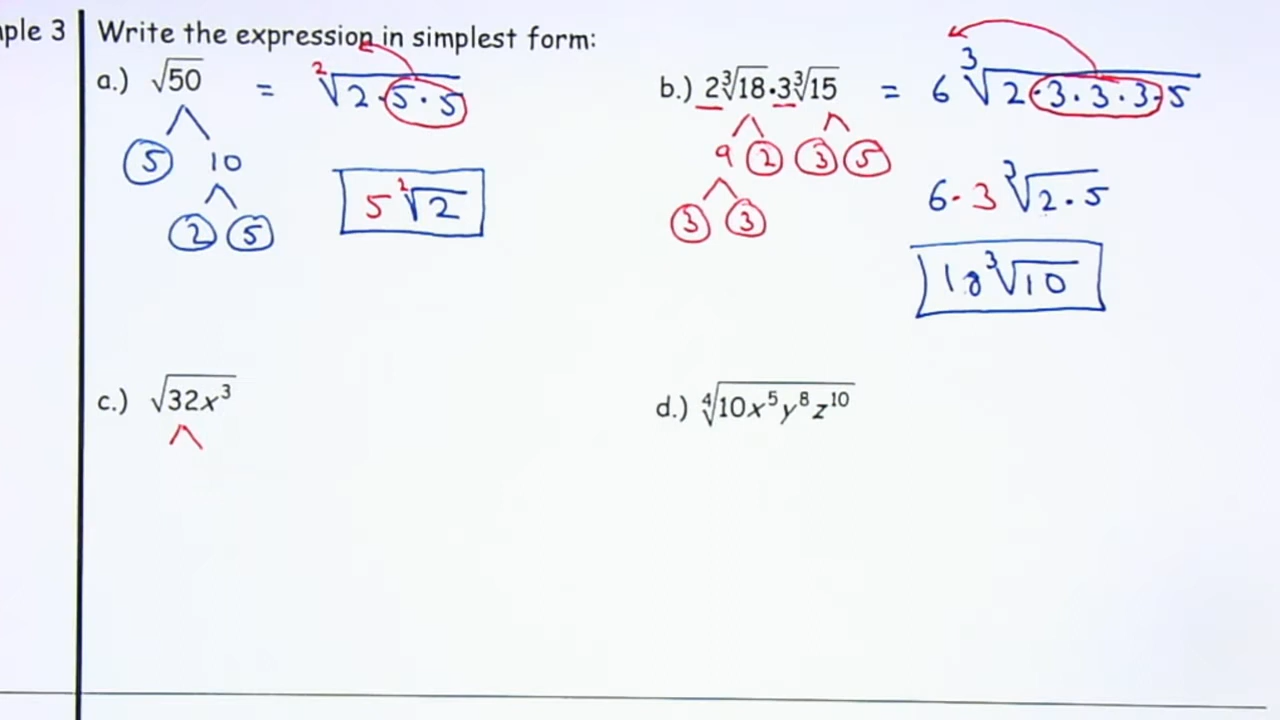 ple 3 Write the expression in simplest form:
a.) √50 = ²√2 · 5 · 5
5 10
2 5
5 ²√2
b.) 2∛18 · 3∛15 = 6 ∛2 · 3 · 3 · 3 · 5
9 2 3 5
3 3
6 · 3 ∛2 · 5
18 ∛10
c.) √32x³
d.) ⁴√10x⁵y⁸z¹⁰